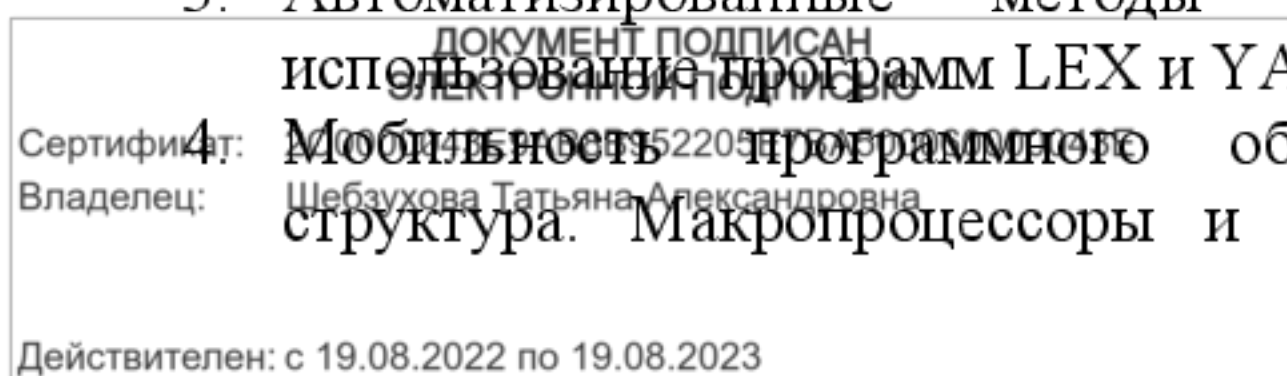 3. Автоматизированные методы
ДОКУМЕНТ ПОДПИСАН
использование программ LEX и YA
ЭЛЕКТРОННОЙ ПОДПИСЬЮ
Сертификат:
4. Мобильность программного об
Владелец: Шебзухова Татьяна Александровна
структура. Макропроцессоры и
Действителен: с 19.08.2022 по 19.08.2023